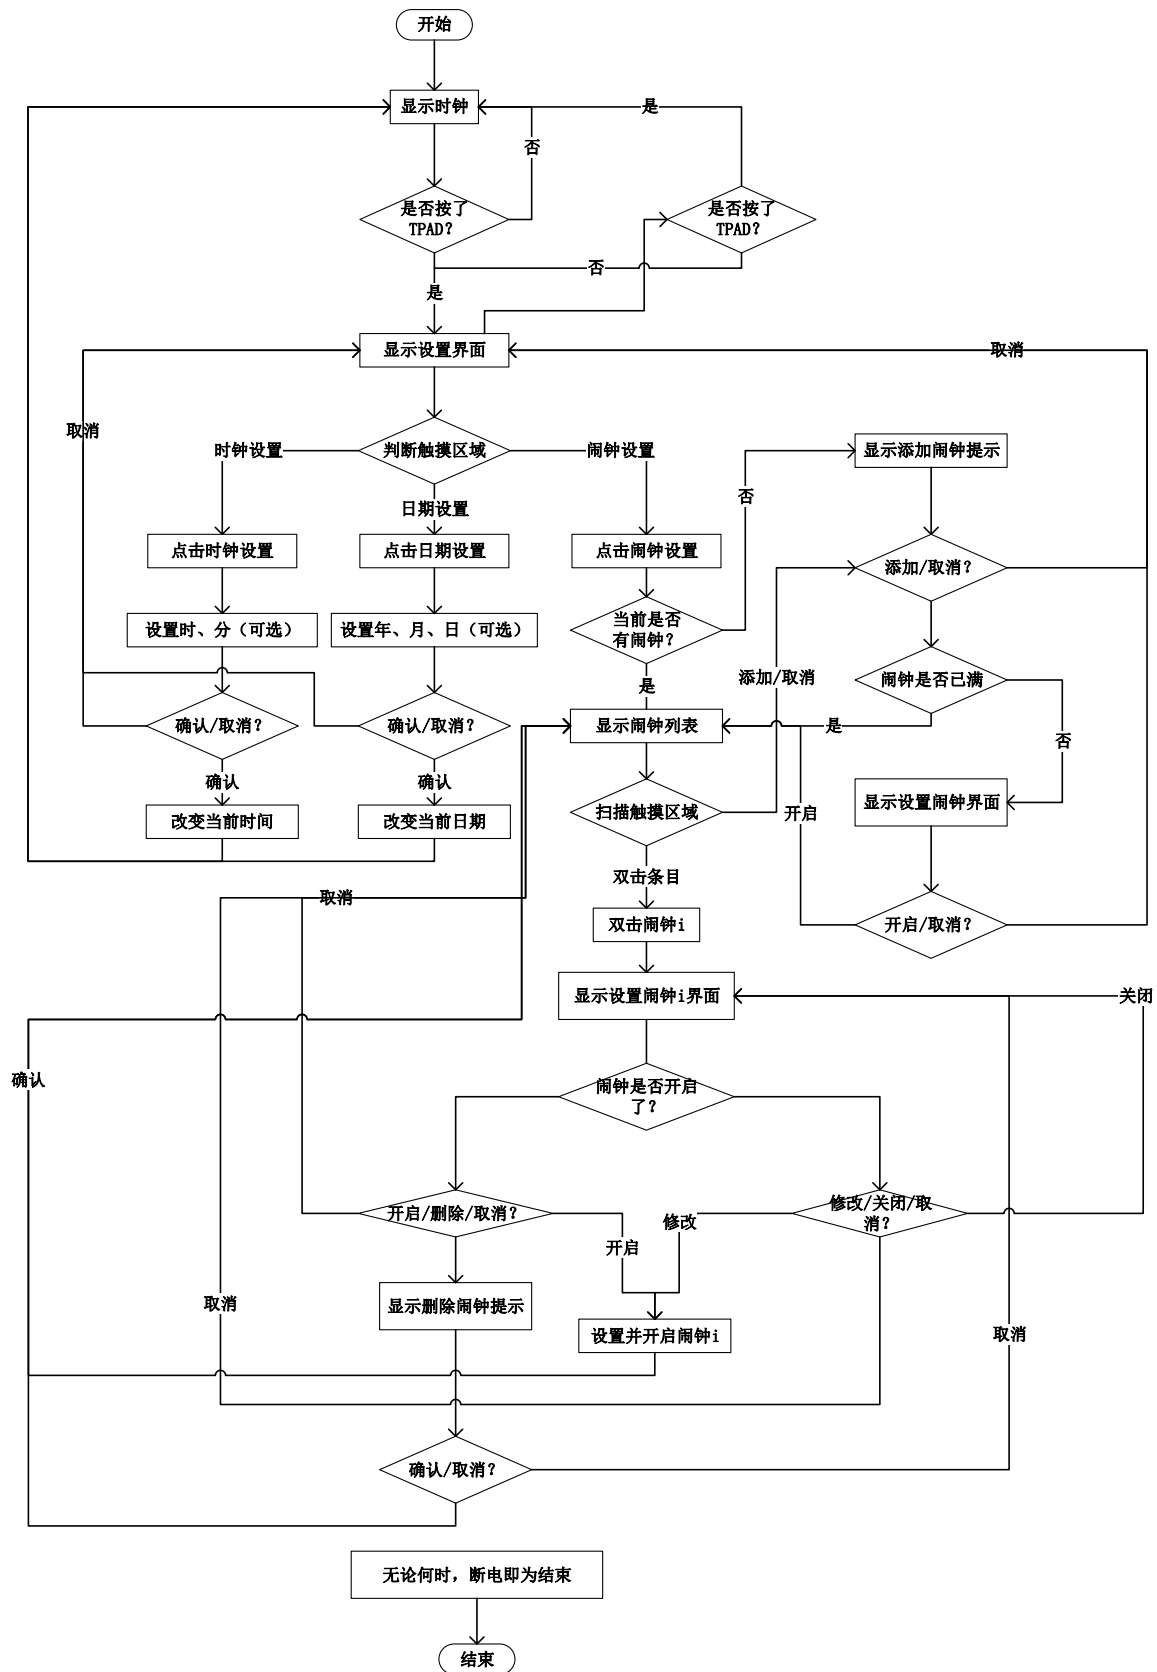 开始
显示时钟
是
否
是否按了
TPAD？
是否按了
TPAD？
否
是
显示设置界面
取消
取消
时钟设置
判断触摸区域
闹钟设置
显示添加闹钟提示
否
日期设置
点击时钟设置
点击日期设置
点击闹钟设置
添加/取消？
设置时、分（可选）
设置年、月、日（可选）
当前是否
有闹钟？
添加/取消
闹钟是否已满
是
确认/取消？
确认/取消？
显示闹钟列表
是
否
确认
确认
显示设置闹钟界面
改变当前时间
改变当前日期
扫描触摸区域
开启
双击条目
取消
双击闹钟i
开启/取消？
显示设置闹钟i界面
关闭
确认
闹钟是否开启
了？
开启/删除/取消？
修改
修改/关闭/取
消？
开启
取消
显示删除闹钟提示
设置并开启闹钟i
取消
确认/取消？
无论何时，断电即为结束
结束